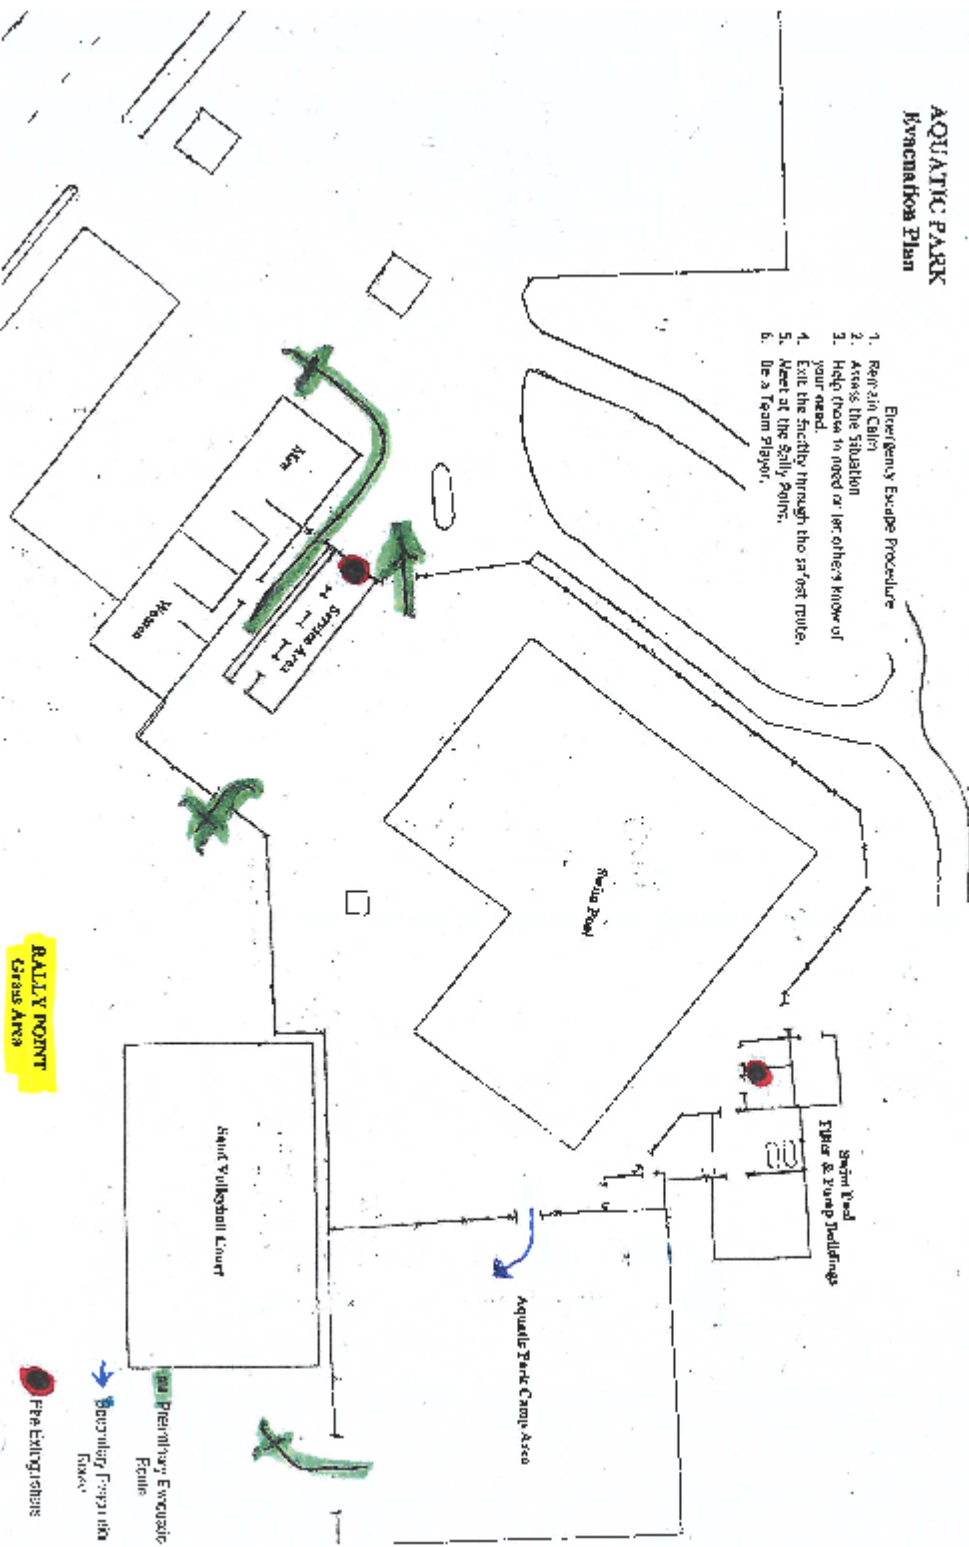 AQUATIC PARK
Evacuation Plan
Emergency Escape Procedure
1. Remain Calm
2. Assess the Situation
3. Help those in need or let others know of
your need.
4. Exit the facility through the safest route.
5. Meet at the Rally Point.
6. Be a Team Player.
Men
Women
Service Area
Swim Pool
Swim Pool
Filter & Pump Buildings
Aquatic Park Camp Area
Sand Volleyball Court
RALLY POINT
Grass Area
Evacuation
Route
Secondary Evacuation
Route
Fire Extinguishers